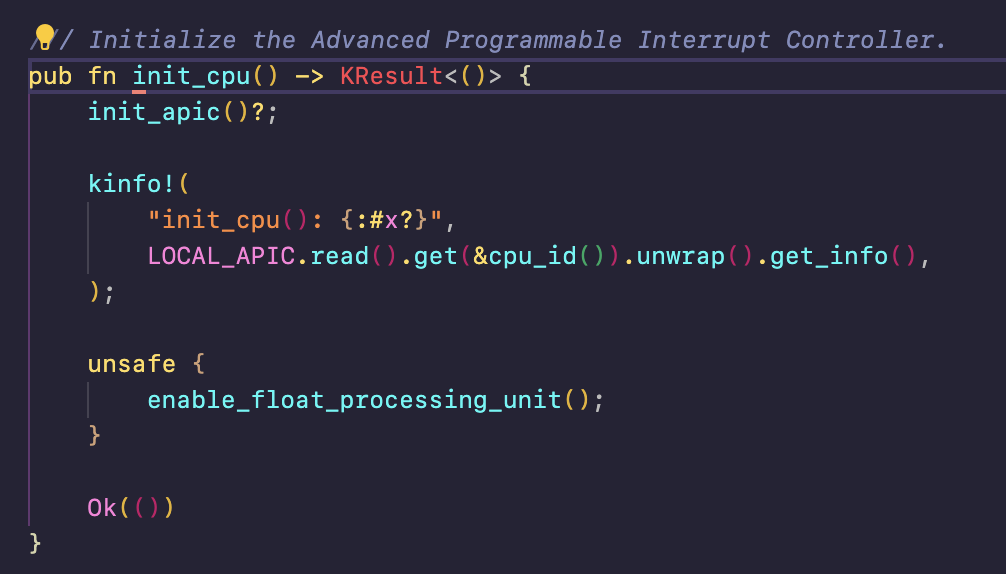 /// Initialize the Advanced Programmable Interrupt Controller.
pub fn init_cpu() -> KResult<()> {
    init_apic()?;

    kinfo!(
        "init_cpu(): {:#x?}",
        LOCAL_APIC.read().get(&cpu_id()).unwrap().get_info(),
    );

    unsafe {
        enable_float_processing_unit();
    }

    Ok(())
}